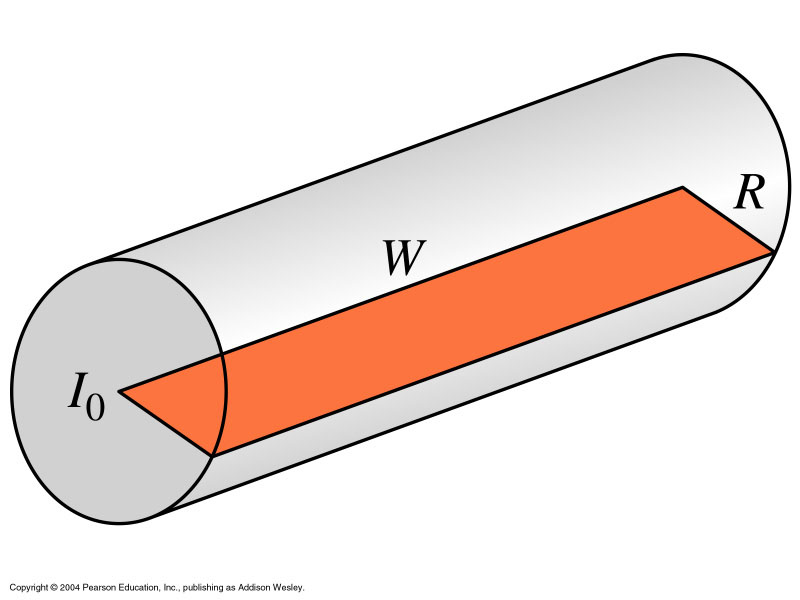 R
W
I0
Copyright © 2004 Pearson Education, Inc., publishing as Addison Wesley.